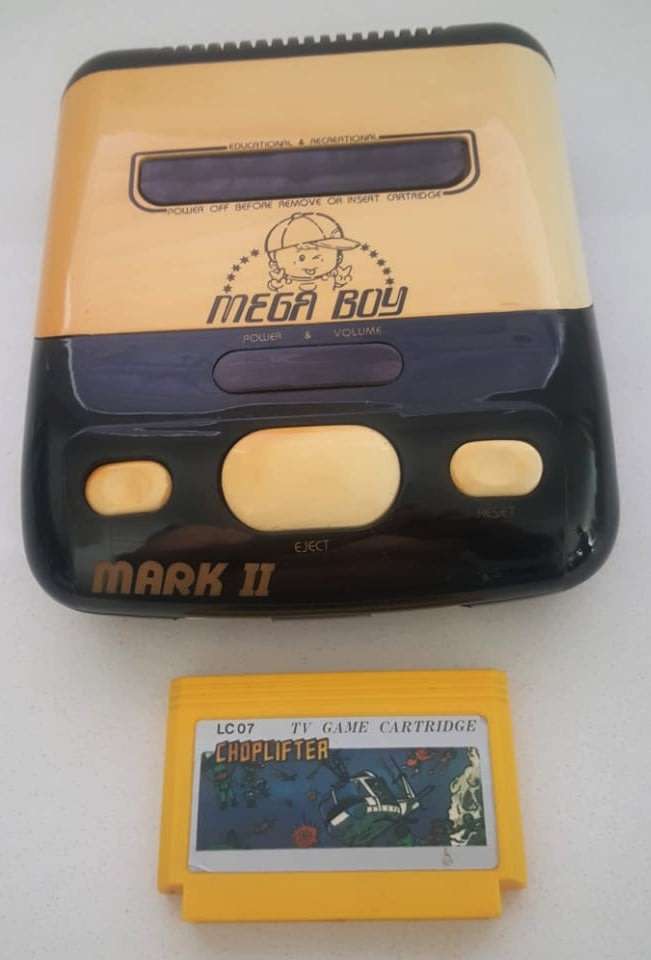 EDUCATIONAL & RECREATIONAL
POWER OFF BEFORE REMOVE OR INSERT CARTRIDGE
MEGA BOY
POWER & VOLUME
RESET
EJECT
MARK II
LC07 TV GAME CARTRIDGE
CHOPLIFTER